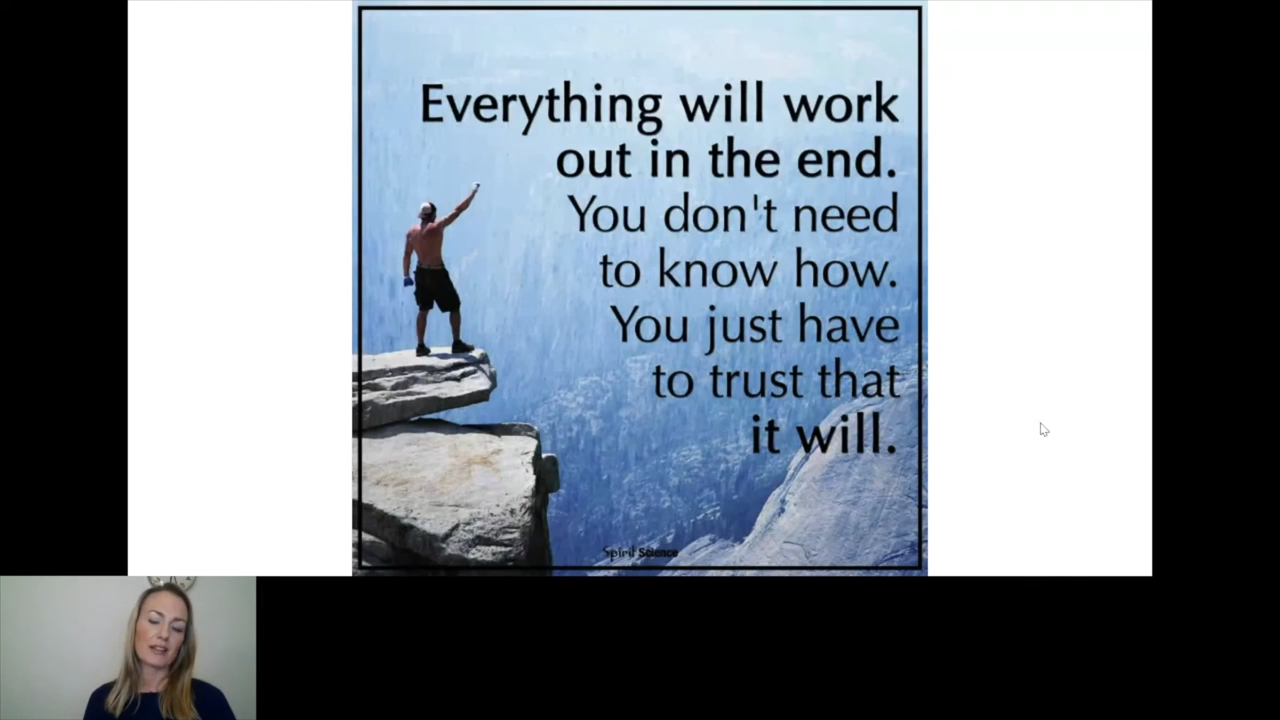 Everything will work
out in the end.
You don't need
to know how.
You just have
to trust that
it will.
Spirit Science